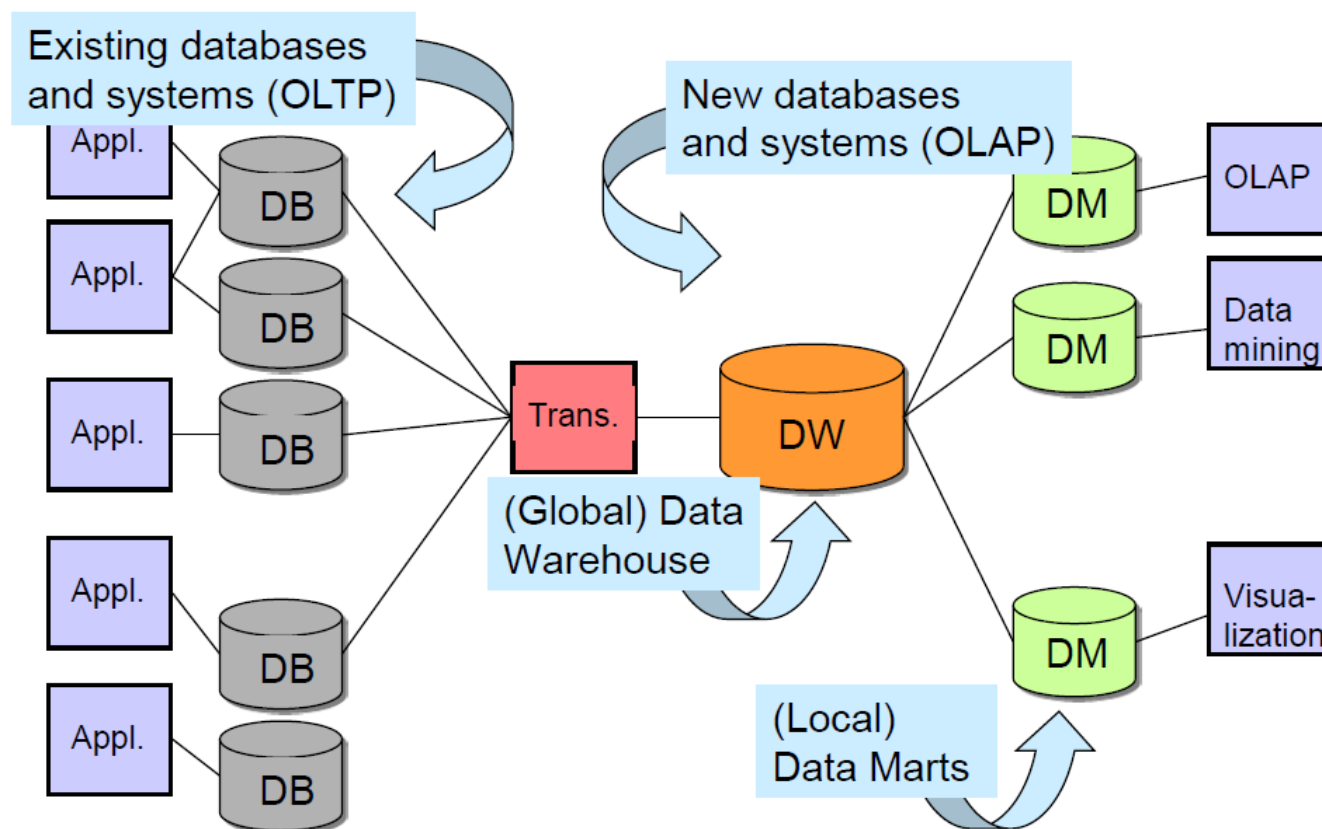 Existing databases
and systems (OLTP)
New databases
and systems (OLAP)
Appl.
DB
DM
OLAP
Appl.
DB
DM
Data
mining
Appl.
DB
Trans.
DW
(Global) Data
Warehouse
Appl.
DB
DM
Visua-
lization
Appl.
DB
(Local)
Data Marts